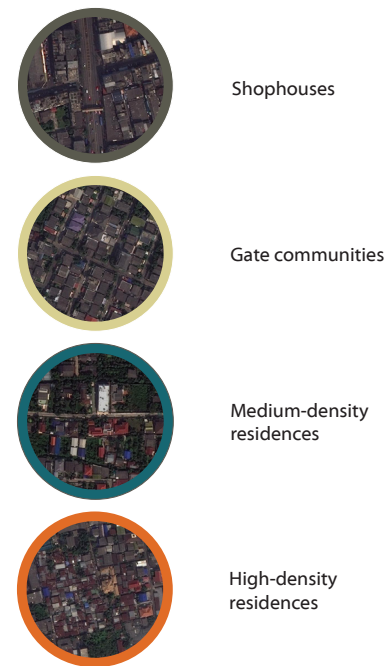 Shophouses
Gate communities
Medium-density
residences
High-density
residences